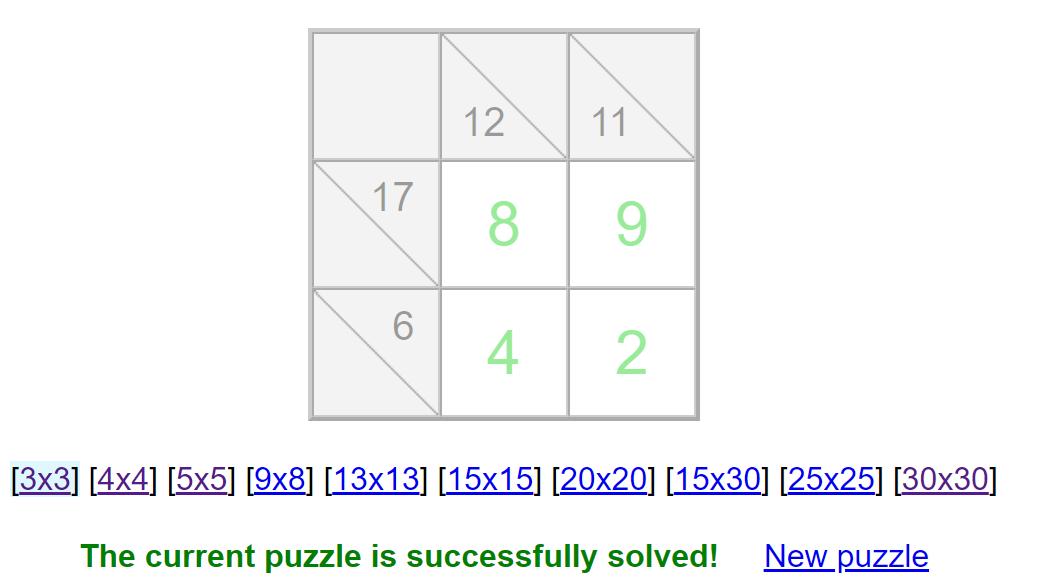 12 11
17 8 9
6 4 2
[3x3] [4x4] [5x5] [9x8] [13x13] [15x15] [20x20] [15x30] [25x25] [30x30]
The current puzzle is successfully solved! New puzzle